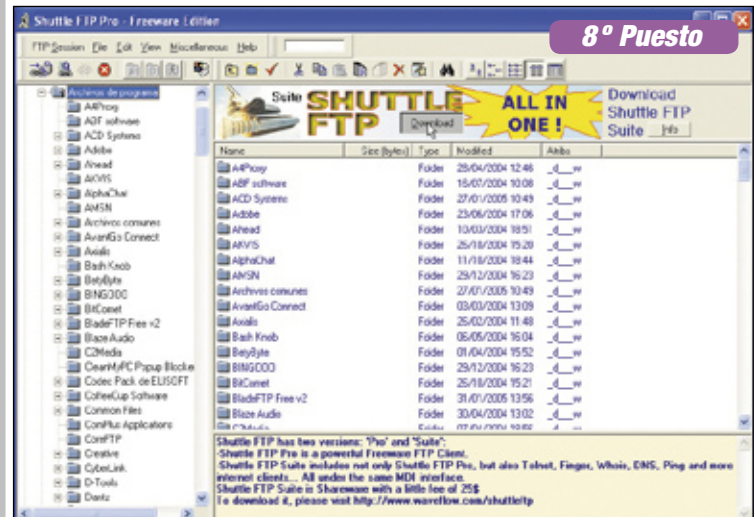 Shuttle FTP Pro - Freeware Edition
8º Puesto
FTP Session File Edit View Miscellaneous Help
Suite SHUTTLE FTP
Download
ALL IN ONE !
Download Shuttle FTP Suite
Info
Archivos de programa
A4Proxy
ABF software
ACD Systems
Adobe
Ahead
AKVIS
AlphaChat
AMSN
Archivos comunes
AvantGo Connect
Axialis
Bash Knob
BetyByte
BINGOOO
BitComet
BladeFTP Free v2
Blaze Audio
C2Media
CleanMyPC Popup Blocke
Codec Pack de ELISOFT
CoffeeCup Software
Common Files
ComPlus Applications
CoreFTP
Creative
CyberLink
D-Tools
Dantz
Name Size (bytes) Type Modified Attribs
A4Proxy Folder 28/04/2004 12:46 _d__w
ABF software Folder 16/07/2004 10:08 _d__w
ACD Systems Folder 27/01/2005 10:49 _d__w
Adobe Folder 23/06/2004 17:06 _d__w
Ahead Folder 10/03/2004 18:51 _d__w
AKVIS Folder 25/10/2004 15:20 _d__w
AlphaChat Folder 11/10/2004 18:44 _d__w
AMSN Folder 29/12/2004 16:23 _d__w
Archivos comunes Folder 27/01/2005 10:49 _d__w
AvantGo Connect Folder 03/03/2004 13:09 _d__w
Axialis Folder 26/02/2004 11:48 _d__w
Bash Knob Folder 06/05/2004 16:04 _d__w
BetyByte Folder 01/04/2004 15:52 _d__w
BINGOOO Folder 29/12/2004 16:23 _d__w
BitComet Folder 25/10/2004 15:21 _d__w
BladeFTP Free v2 Folder 31/01/2005 13:56 _d__w
Blaze Audio Folder 30/04/2004 13:02 _d__w
C2Media Folder
Shuttle FTP has two versions: "Pro" and "Suite":
-Shuttle FTP Pro is a powerful Freeware FTP Client.
-Shuttle FTP Suite includes not only Shuttle FTP Pro, but also Telnet, Finger, Whois, DNS, Ping and more
internet clients... All under the same MDI interface.
Shuttle FTP Suite is Shareware with a little fee of 25$
To download it, please visit http://www.waveflow.com/shuttleftp